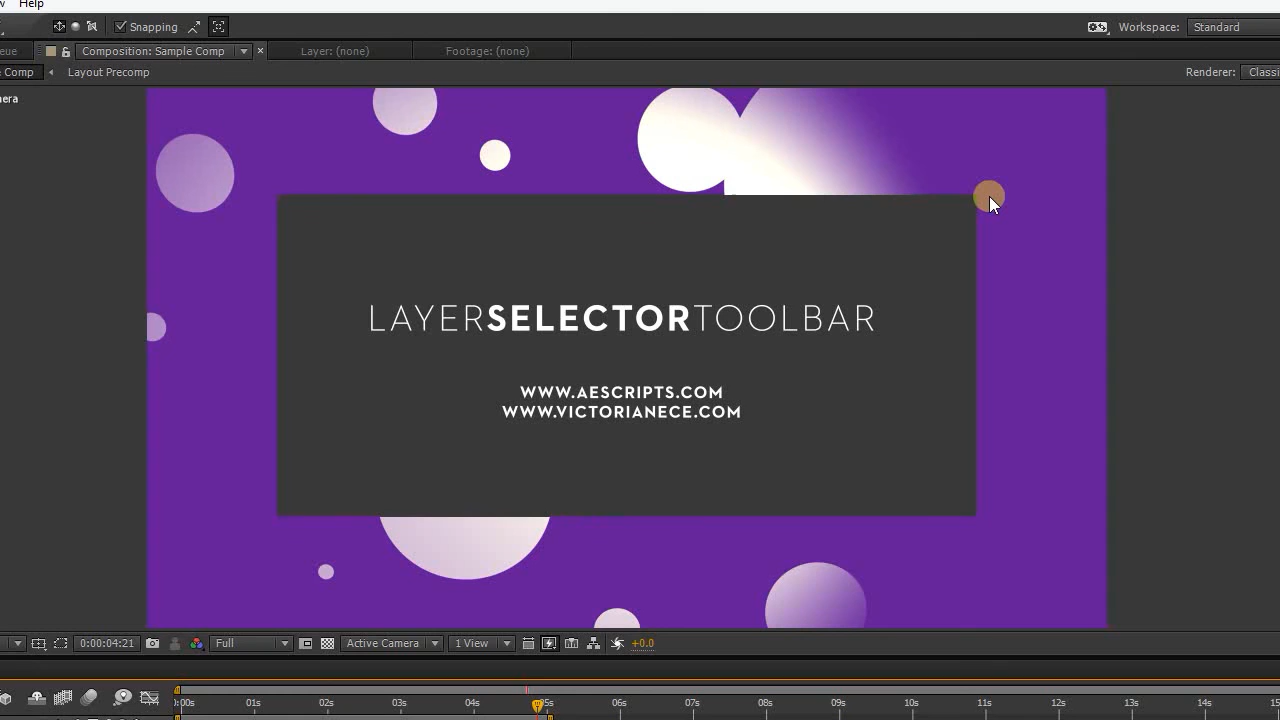 Help
Snapping
Workspace: Standard
Composition: Sample Comp
Layer: (none)
Footage: (none)
Comp
Layout Precomp
Renderer:
LAYERSELECTORTOOLBAR
WWW.AESCRIPTS.COM
WWW.VICTORIANECE.COM
0:00:04:21
Full
Active Camera
1 View
+0.0
01s 02s 03s 04s 06s 07s 08s 09s 10s 11s 12s 13s 14s